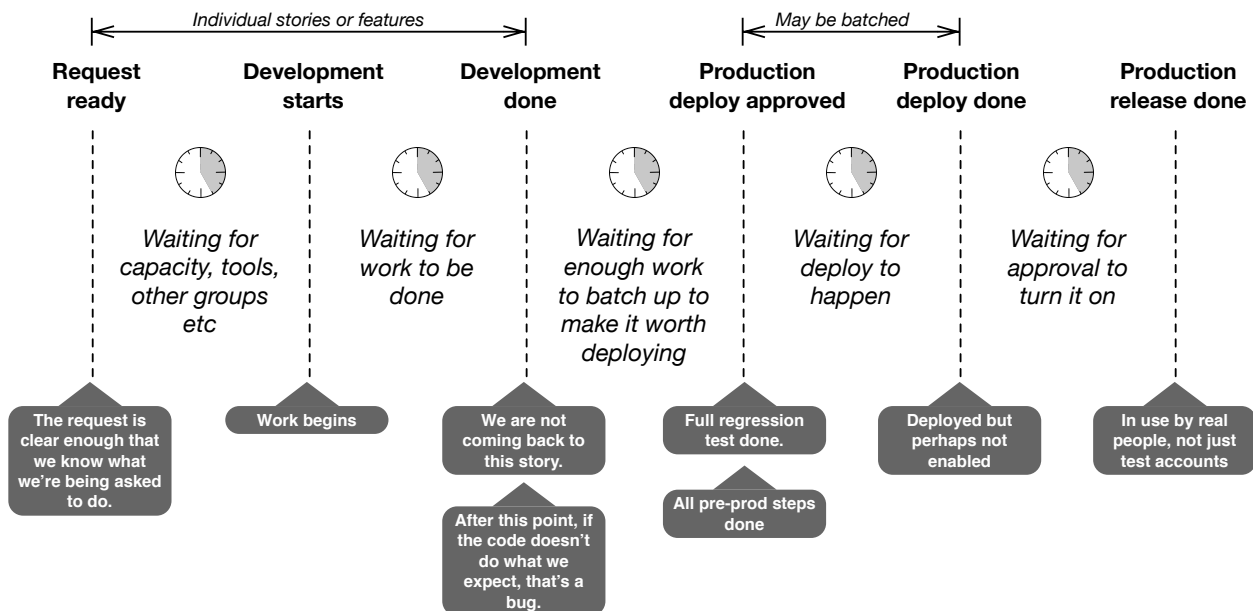 Individual stories or features
May be batched
Request
ready
Development
starts
Development
done
Production
deploy approved
Production
deploy done
Production
release done
Waiting for
capacity, tools,
other groups
etc
Waiting for
work to be
done
Waiting for
enough work
to batch up to
make it worth
deploying
Waiting for
deploy to
happen
Waiting for
approval to
turn it on
The request is
clear enough that
we know what
we're being asked
to do.
Work begins
We are not
coming back to
this story.
After this point, if
the code doesn't
do what we
expect, that's a
bug.
Full regression
test done.
All pre-prod steps
done
Deployed but
perhaps not
enabled
In use by real
people, not just
test accounts